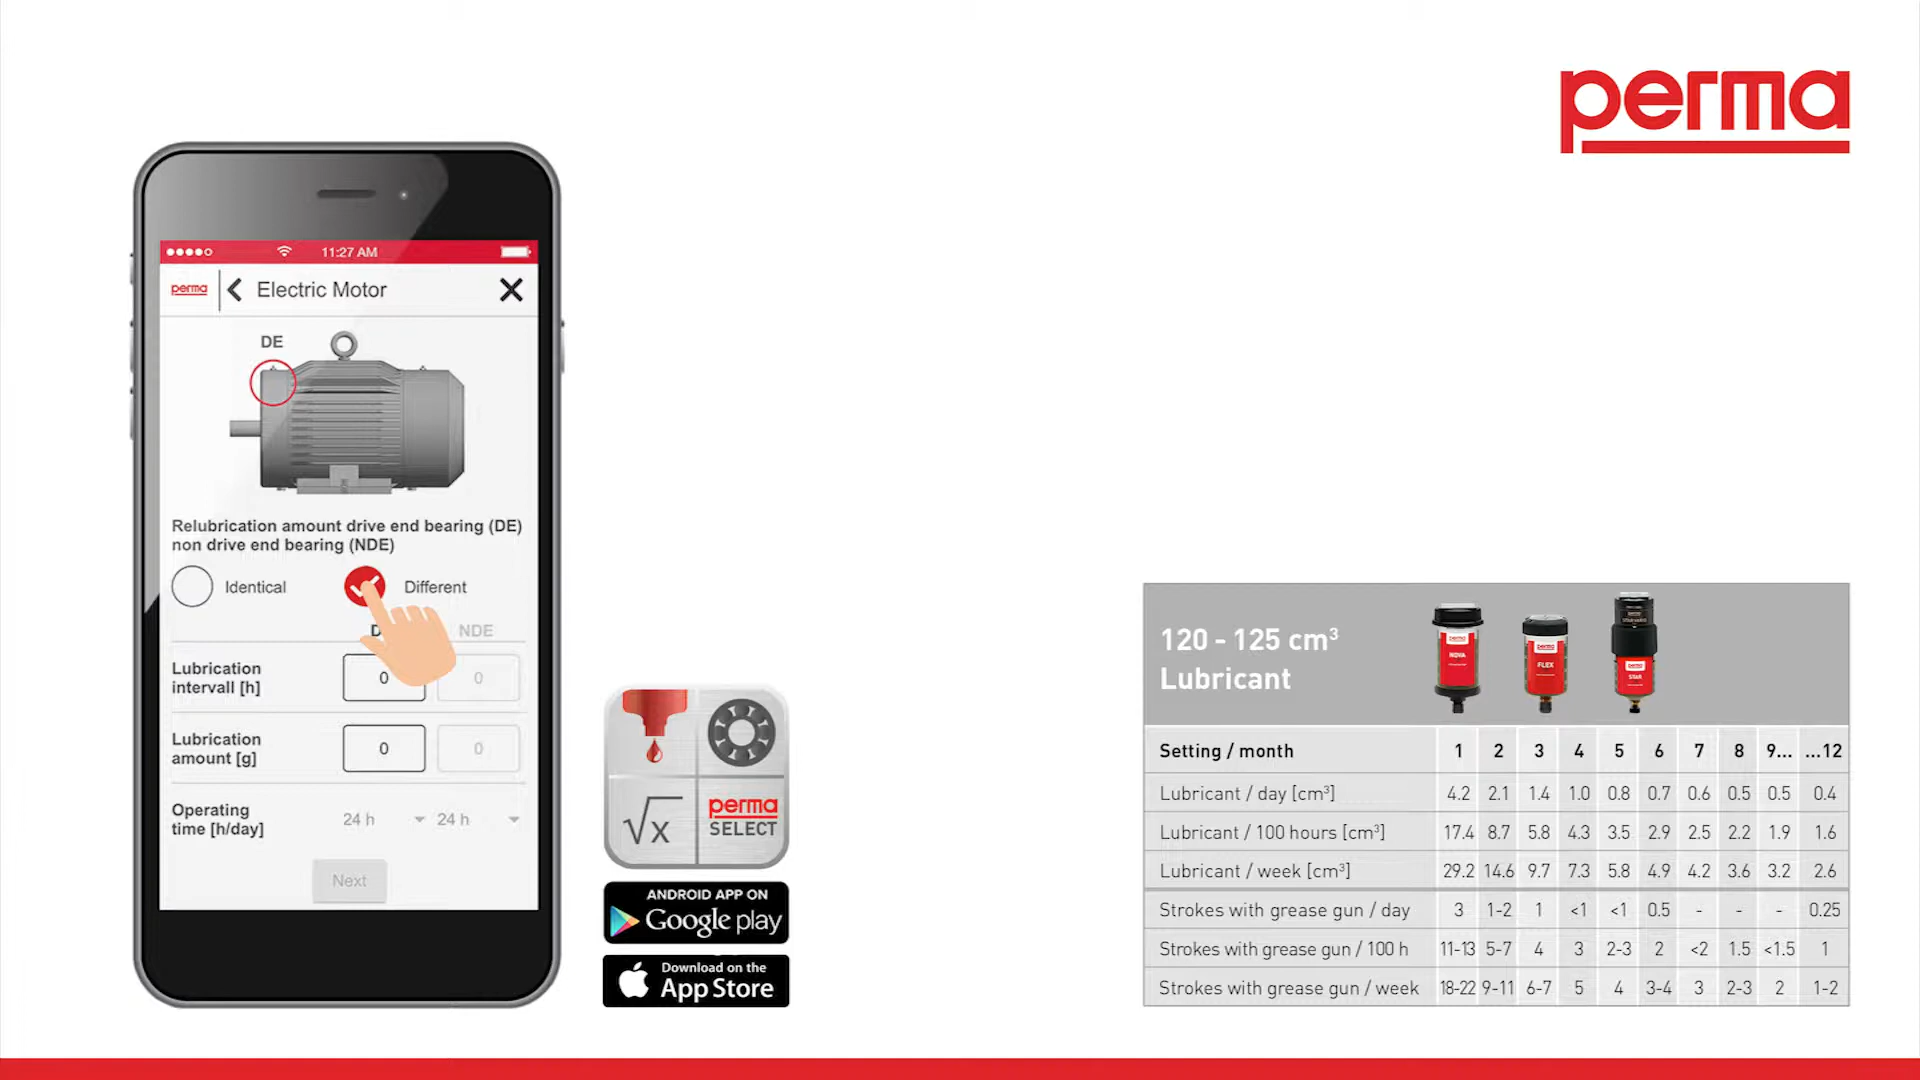 perma
11:27 AM
perma
Electric Motor
DE
Relubrication amount drive end bearing (DE)
non drive end bearing (NDE)
Identical
Different
D
NDE
Lubrication
intervall [h]
0
0
Lubrication
amount [g]
0
0
Operating
time [h/day]
24 h
24 h
Next
√x
perma
SELECT
ANDROID APP ON
Google play
Download on the
App Store
120 - 125 cm³
Lubricant
perma
NOVA
perma
FLEX
perma
STAR
Setting / month 1 2 3 4 5 6 7 8 9... ...12
Lubricant / day [cm³] 4.2 2.1 1.4 1.0 0.8 0.7 0.6 0.5 0.5 0.4
Lubricant / 100 hours [cm³] 17.4 8.7 5.8 4.3 3.5 2.9 2.5 2.2 1.9 1.6
Lubricant / week [cm³] 29.2 14.6 9.7 7.3 5.8 4.9 4.2 3.6 3.2 2.6
Strokes with grease gun / day 3 1-2 1 <1 <1 0.5 - - - 0.25
Strokes with grease gun / 100 h 11-13 5-7 4 3 2-3 2 <2 1.5 <1.5 1
Strokes with grease gun / week 18-22 9-11 6-7 5 4 3-4 3 2-3 2 1-2